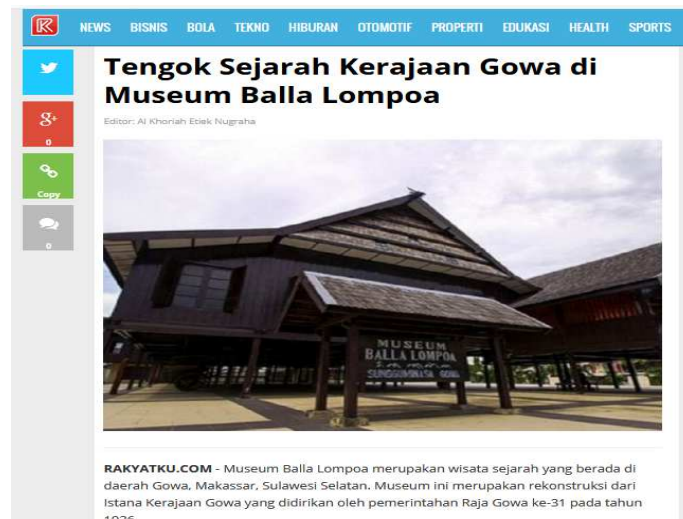 NEWS BISNIS BOLA TEKNO HIBURAN OTOMOTIF PROPERTI EDUKASI HEALTH SPORTS
Tengok Sejarah Kerajaan Gowa di
Museum Balla Lompoa
Editor: Al Khoriah Etiek Nugraha
g+
0
Copy
0
MUSEUM
BALLA LOMPOA
SUNGGUMINASA GOWA
RAKYATKU.COM - Museum Balla Lompoa merupakan wisata sejarah yang berada di
daerah Gowa, Makassar, Sulawesi Selatan. Museum ini merupakan rekonstruksi dari
Istana Kerajaan Gowa yang didirikan oleh pemerintahan Raja Gowa ke-31 pada tahun